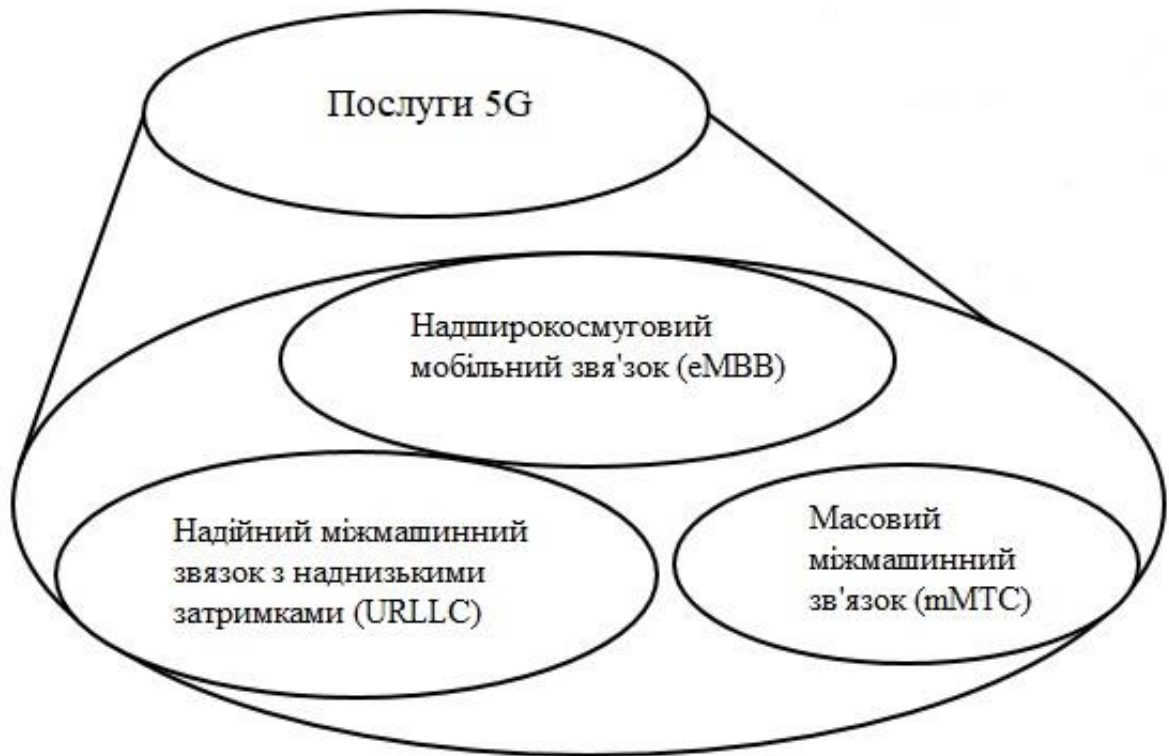 Послуги 5G
Надширокосмуговий
мобільний звя'зок (eMBB)
Надійний міжмашинний
звязок з наднизькими
затримками (URLLC)
Масовий
міжмашинний
зв'язок (mMTC)